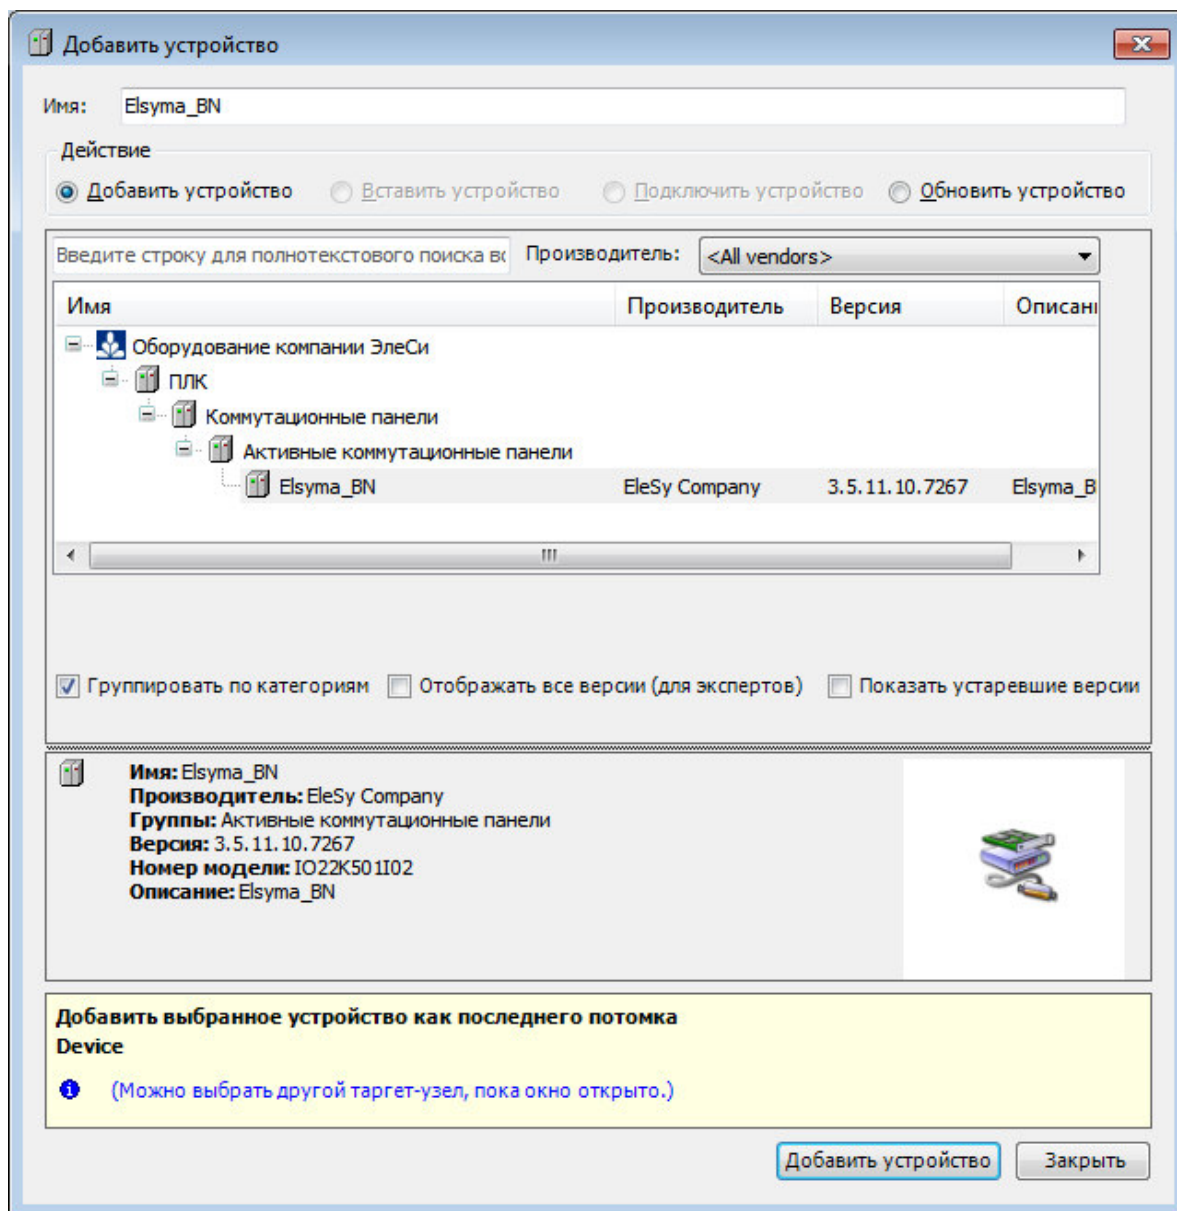 Добавить устройство
Имя: Elsyma_BN
Действие
Добавить устройство Вставить устройство Подключить устройство Обновить устройство
Введите строку для полнотекстового поиска вс Производитель: <All vendors>
Имя Производитель Версия Описани
Оборудование компании ЭлеСи
ПЛК
Коммутационные панели
Активные коммутационные панели
Elsyma_BN EleSy Company 3.5.11.10.7267 Elsyma_B
Группировать по категориям Отображать все версии (для экспертов) Показать устаревшие версии
Имя: Elsyma_BN
Производитель: EleSy Company
Группы: Активные коммутационные панели
Версия: 3.5.11.10.7267
Номер модели: IO22K501I02
Описание: Elsyma_BN
Добавить выбранное устройство как последнего потомка
Device
(Можно выбрать другой таргет-узел, пока окно открыто.)
Добавить устройство Закрыть